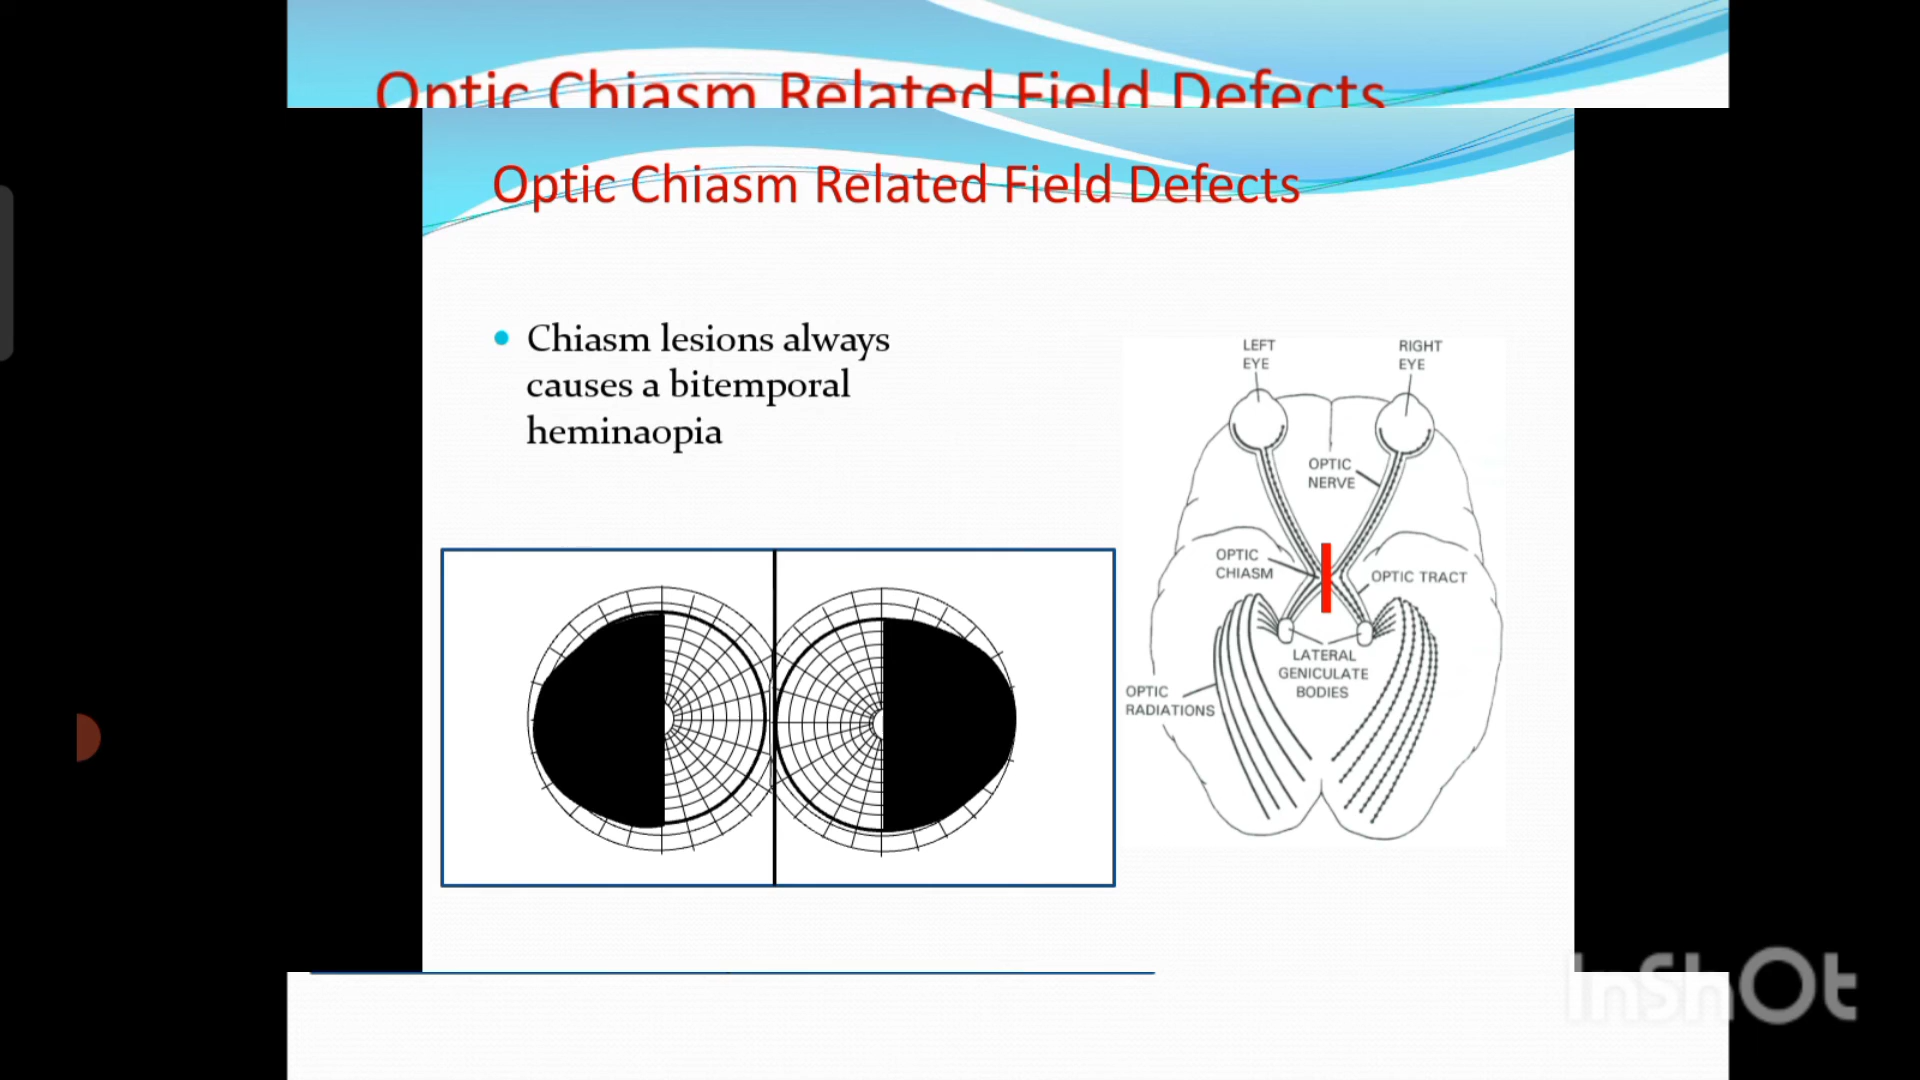 Optic Chiasm Related Field Defects
Optic Chiasm Related Field Defects
Chiasm lesions always
causes a bitemporal
heminaopia
LEFT
EYE
RIGHT
EYE
OPTIC
NERVE
OPTIC
CHIASM
OPTIC TRACT
LATERAL
GENICULATE
BODIES
OPTIC
RADIATIONS
InShOt